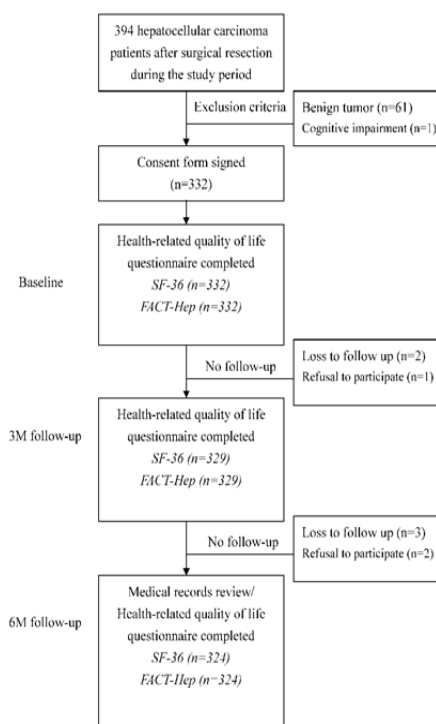 394 hepatocellular carcinoma
patients after surgical resection
during the study period
Exclusion criteria
Benign tumor (n=61)
Cognitive impairment (n=1)
Consent form signed
(n=332)
Baseline
Health-related quality of life
questionnaire completed
SF-36 (n=332)
FACT-Hep (n=332)
No follow-up
Loss to follow up (n=2)
Refusal to participate (n=1)
3M follow-up
Health-related quality of life
questionnaire completed
SF-36 (n=329)
FACT-Hep (n=329)
No follow-up
Loss to follow up (n=3)
Refusal to participate (n=2)
6M follow-up
Medical records review/
Health-related quality of life
questionnaire completed
SF-36 (n=324)
FACT-Hep (n=324)